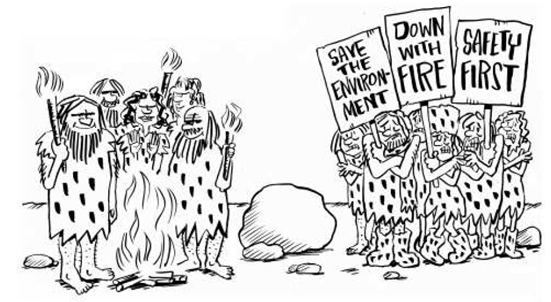 SAVE
THE
ENVIRON-
MENT
DOWN
WITH
FIRE
SAFETY
FIRST